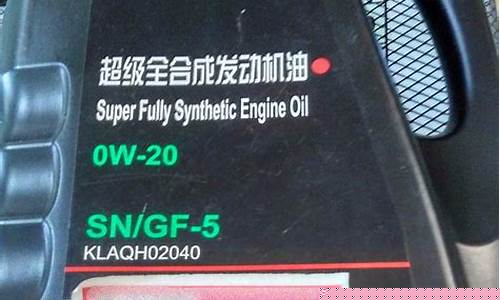 超级全合成发动机油
Super Fully Synthetic Engine Oil
0W-20
SN/GF-5
KLAQH02040